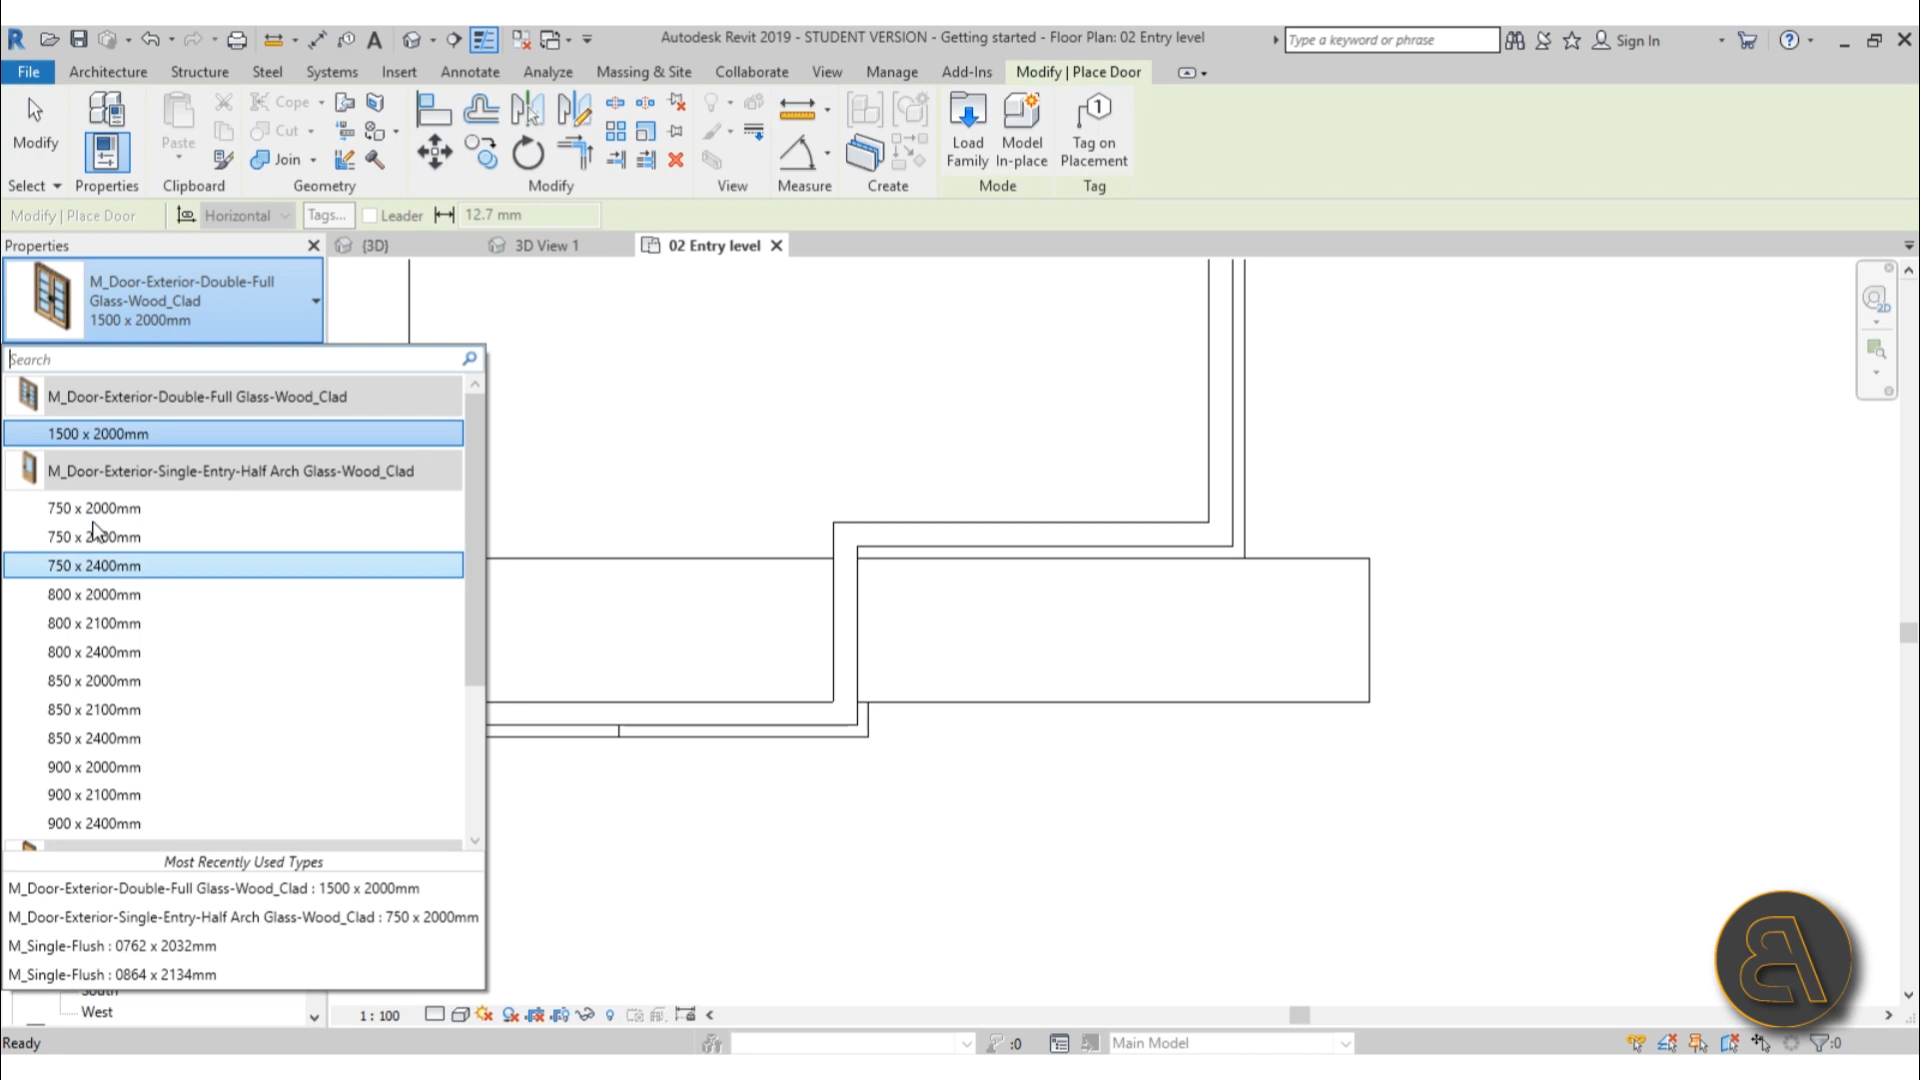 Autodesk Revit 2019 - STUDENT VERSION - Getting started - Floor Plan: 02 Entry level
Type a keyword or phrase
Sign In
File Architecture Structure Steel Systems Insert Annotate Analyze Massing & Site Collaborate View Manage Add-Ins Modify | Place Door
Modify
Paste
Cope
Cut
Join
Load Family
Model In-place
Tag on Placement
Select Properties Clipboard Geometry Modify View Measure Create Mode Tag
Modify | Place Door Horizontal Tags... Leader 12.7 mm
Properties
{3D} 3D View 1 02 Entry level
M_Door-Exterior-Double-Full
Glass-Wood_Clad
1500 x 2000mm
2D
Search
M_Door-Exterior-Double-Full Glass-Wood_Clad
1500 x 2000mm
M_Door-Exterior-Single-Entry-Half Arch Glass-Wood_Clad
750 x 2000mm
750 x
750 x 2400mm
800 x 2000mm
800 x 2100mm
800 x 2400mm
850 x 2000mm
850 x 2100mm
850 x 2400mm
900 x 2000mm
900 x 2100mm
900 x 2400mm
Most Recently Used Types
M_Door-Exterior-Double-Full Glass-Wood_Clad : 1500 x 2000mm
M_Door-Exterior-Single-Entry-Half Arch Glass-Wood_Clad : 750 x 2000mm
M_Single-Flush : 0762 x 2032mm
M_Single-Flush : 0864 x 2134mm
South
West
1 : 100
Ready
:0
Main Model
:0